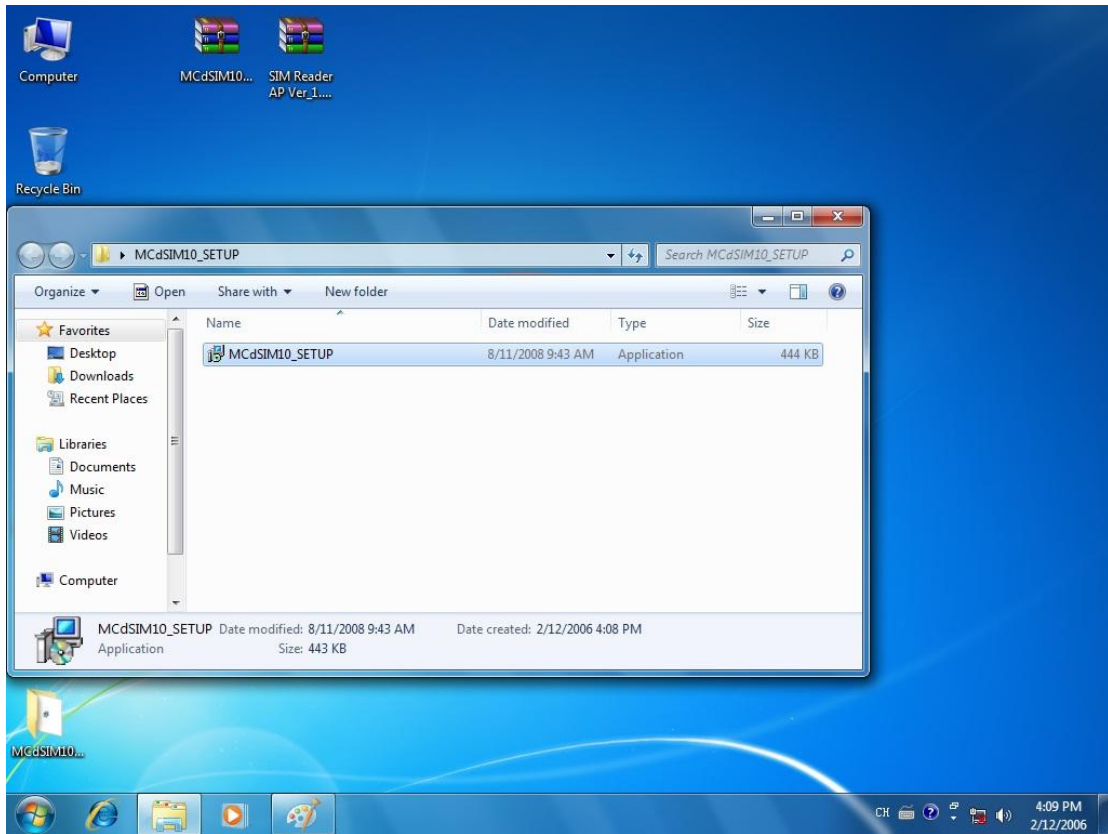 Computer
MCdSIM10...
SIM Reader
AP Ver_1....
Recycle Bin
MCdSIM10_SETUP
Search MCdSIM10_SETUP
Organize
Open
Share with
New folder
Name
Date modified
Type
Size
MCdSIM10_SETUP
8/11/2008 9:43 AM
Application
444 KB
Favorites
Desktop
Downloads
Recent Places
Libraries
Documents
Music
Pictures
Videos
Computer
MCdSIM10_SETUP Date modified: 8/11/2008 9:43 AM Date created: 2/12/2006 4:08 PM
Application Size: 443 KB
MCdSIM10...
CH
4:09 PM
2/12/2006